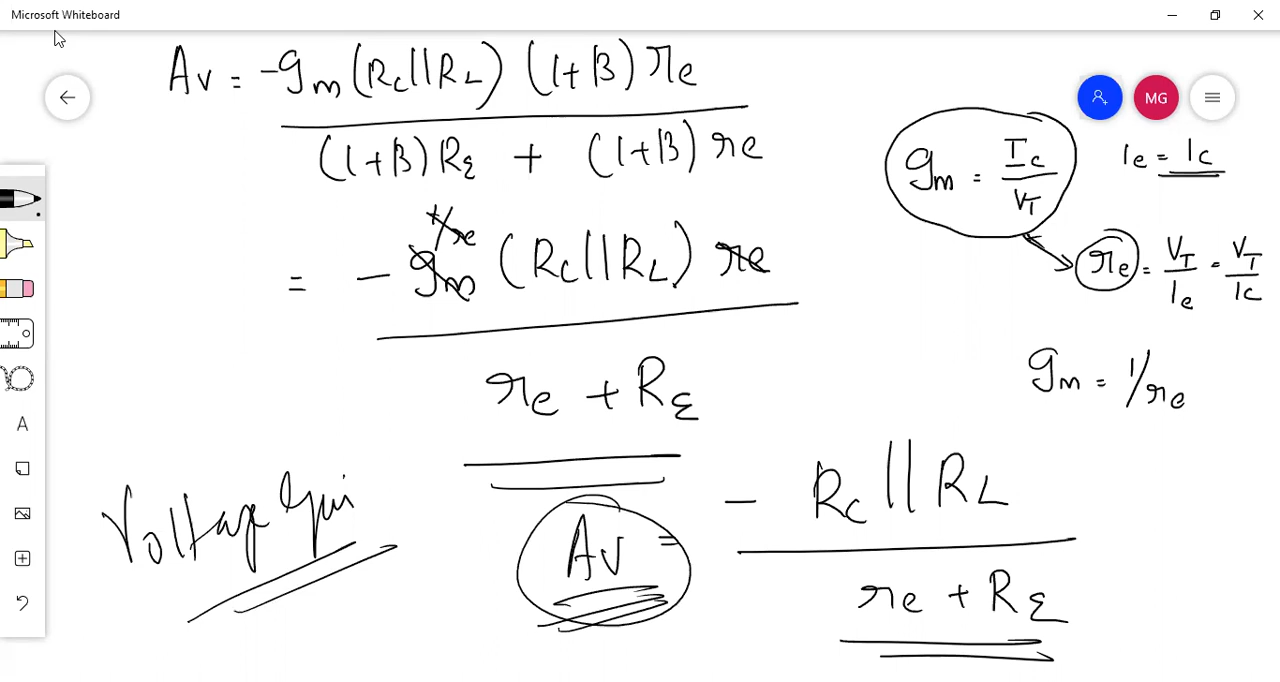 Microsoft Whiteboard
MG
Av = -gm (Rc||RL) (1+β) re
(1+β)RE + (1+β) re
gm = Ic / VT
Ie = Ic
1/re
= - gm (Rc||RL) re
re + RE
re = VT/Ie = VT/Ic
gm = 1/re
A
Voltage Gain
Av = - Rc||RL
re + RE